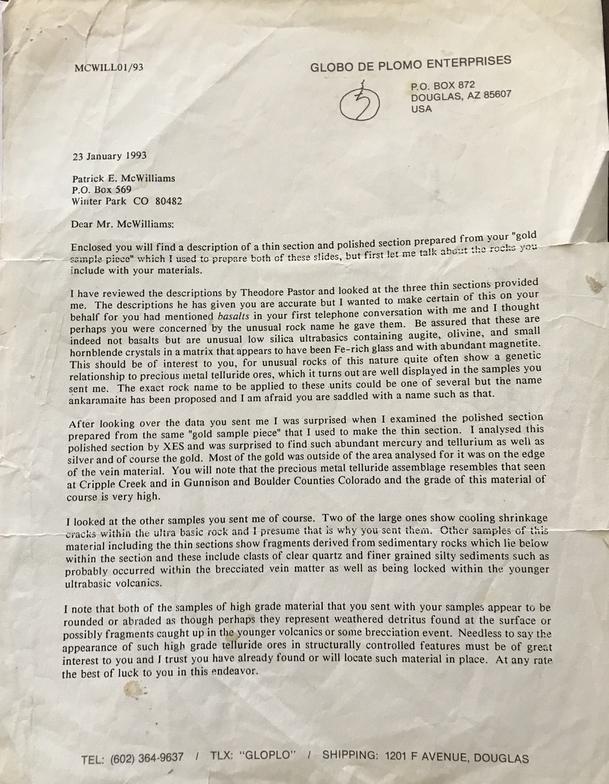 MCWILL01/93
GLOBO DE PLOMO ENTERPRISES
P.O. BOX 872
DOUGLAS, AZ 85607
USA
23 January 1993
Patrick E. McWilliams
P.O. Box 569
Winter Park CO 80482
Dear Mr. McWilliams:
Enclosed you will find a description of a thin section and polished section prepared from your "gold
sample piece" which I used to prepare both of these slides, but first let me talk about the rocks you
include with your materials.
I have reviewed the descriptions by Theodore Pastor and looked at the three thin sections provided
me. The descriptions he has given you are accurate but I wanted to make certain of this on your
behalf for you had mentioned basalts in your first telephone conversation with me and I thought
perhaps you were concerned by the unusual rock name he gave them. Be assured that these are
indeed not basalts but are unusual low silica ultrabasics containing augite, olivine, and small
hornblende crystals in a matrix that appears to have been Fe-rich glass and with abundant magnetite.
This should be of interest to you, for unusual rocks of this nature quite often show a genetic
relationship to precious metal telluride ores, which it turns out are well displayed in the samples you
sent me. The exact rock name to be applied to these units could be one of several but the name
ankaramaite has been proposed and I am afraid you are saddled with a name such as that.
After looking over the data you sent me I was surprised when I examined the polished section
prepared from the same "gold sample piece" that I used to make the thin section. I analysed this
polished section by XES and was surprised to find such abundant mercury and tellurium as well as
silver and of course the gold. Most of the gold was outside of the area analysed for it was on the edge
of the vein material. You will note that the precious metal telluride assemblage resembles that seen
at Cripple Creek and in Gunnison and Boulder Counties Colorado and the grade of this material of
course is very high.
I looked at the other samples you sent me of course. Two of the large ones show cooling shrinkage
cracks within the ultra basic rock and I presume that is why you sent them. Other samples of this
material including the thin sections show fragments derived from sedimentary rocks which lie below
within the section and these include clasts of clear quartz and finer grained silty sediments such as
probably occurred within the brecciated vein matter as well as being locked within the younger
ultrabasic volcanics.
I note that both of the samples of high grade material that you sent with your samples appear to be
rounded or abraded as though perhaps they represent weathered detritus found at the surface or
possibly fragments caught up in the younger volcanics or some brecciation event. Needless to say the
appearance of such high grade telluride ores in structurally controlled features must be of great
interest to you and I trust you have already found or will locate such material in place. At any rate
the best of luck to you in this endeavor.
TEL: (602) 364-9637 / TLX: "GLOPLO" / SHIPPING: 1201 F AVENUE, DOUGLAS